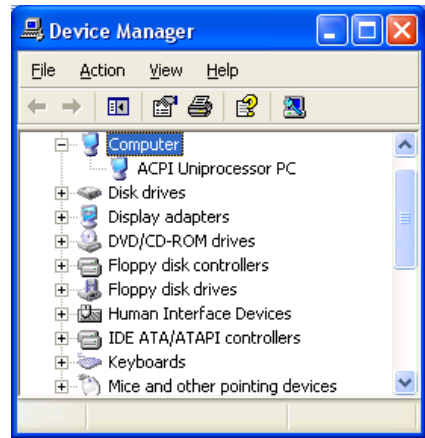 Device Manager
File Action View Help
Computer
ACPI Uniprocessor PC
Disk drives
Display adapters
DVD/CD-ROM drives
Floppy disk controllers
Floppy disk drives
Human Interface Devices
IDE ATA/ATAPI controllers
Keyboards
Mice and other pointing devices